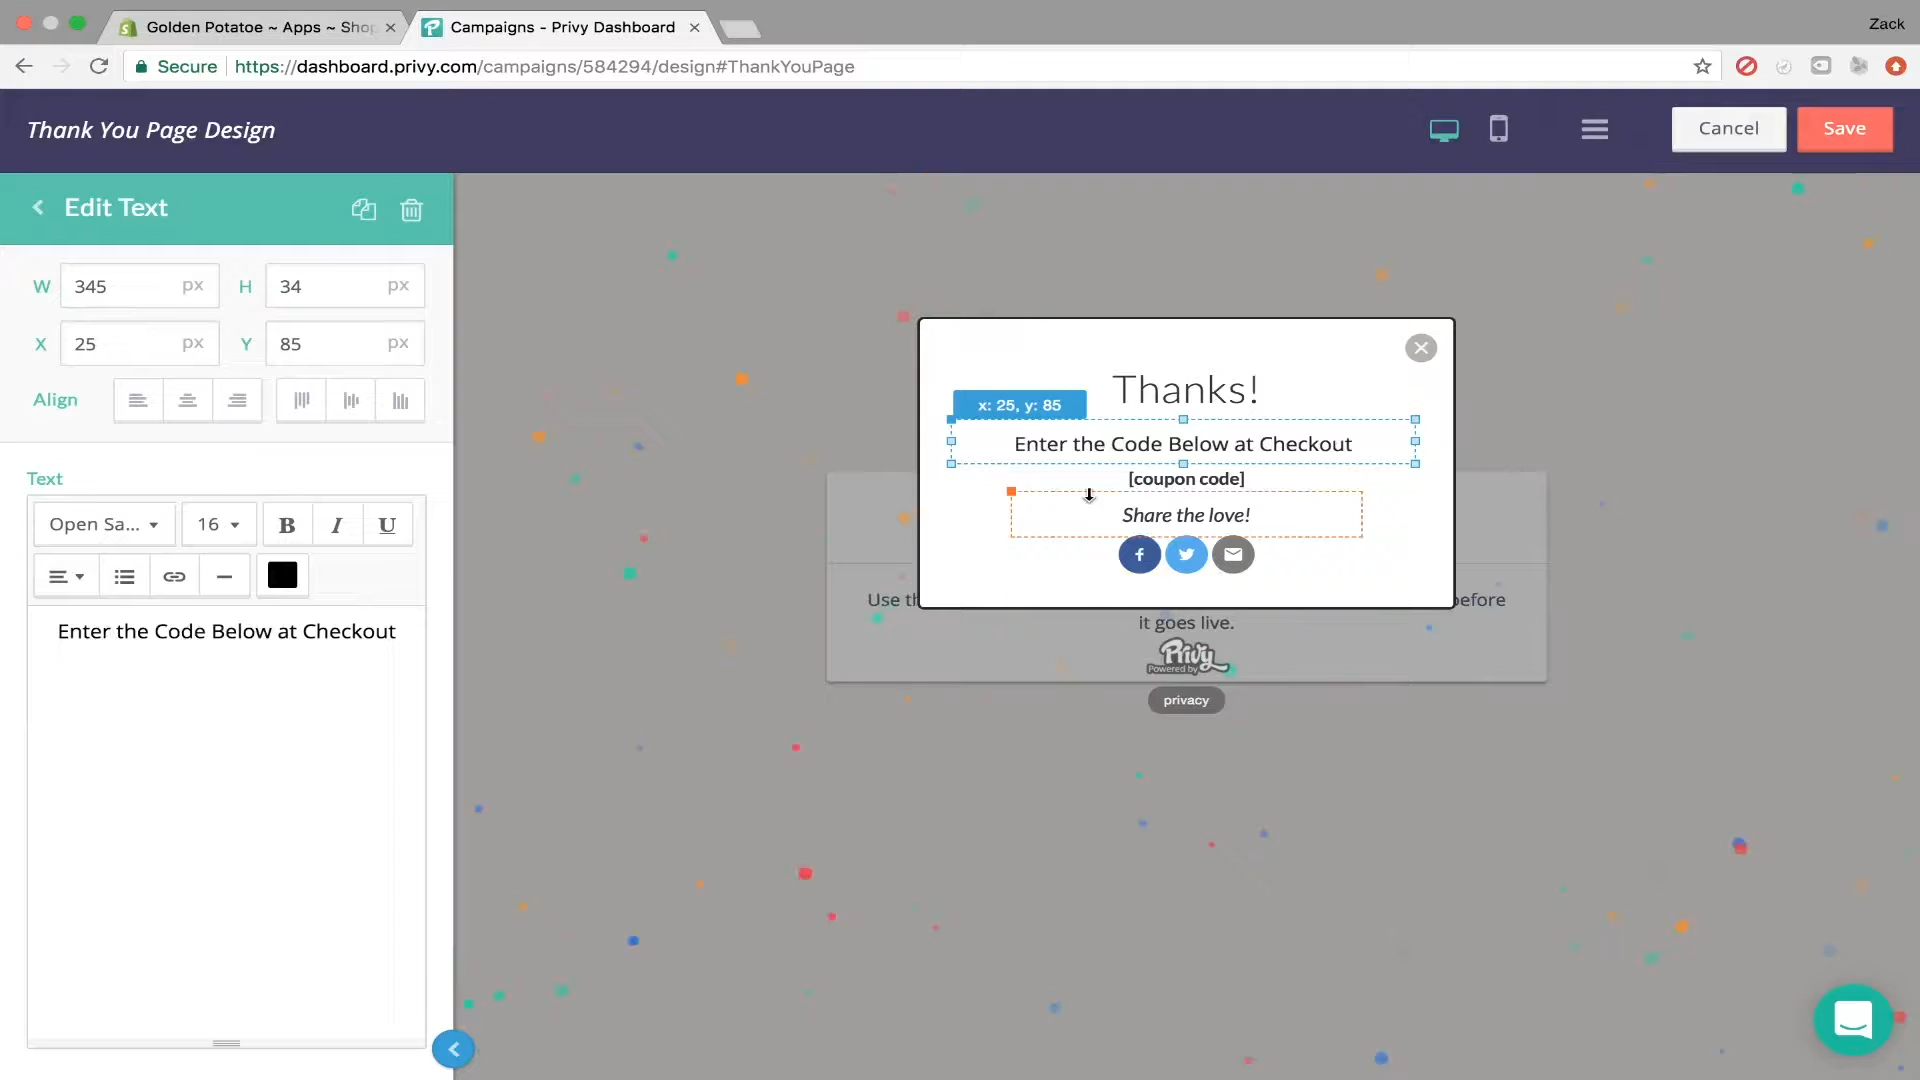 Golden Potatoe ~ Apps ~ Shop
Campaigns - Privy Dashboard
Zack
Secure
https://dashboard.privy.com/campaigns/584294/design#ThankYouPage
Thank You Page Design
Cancel
Save
Edit Text
W 345 px H 34 px
X 25 px Y 85 px
Align
Text
Open Sa... 16 B I U
Enter the Code Below at Checkout
Thanks!
x: 25, y: 85
Enter the Code Below at Checkout
[coupon code]
Share the love!
Use th
before
it goes live.
Powered by
Privy
privacy